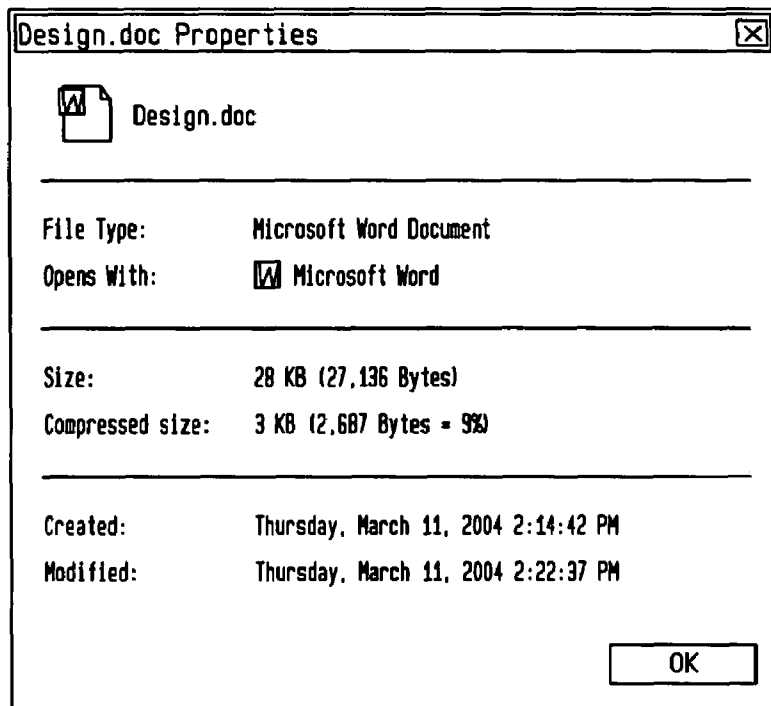 Design.doc Properties
Design.doc
File Type: Microsoft Word Document
Opens With: Microsoft Word
Size: 28 KB (27,136 Bytes)
Compressed size: 3 KB (2,687 Bytes = 9%)
Created: Thursday, March 11, 2004 2:14:42 PM
Modified: Thursday, March 11, 2004 2:22:37 PM
OK